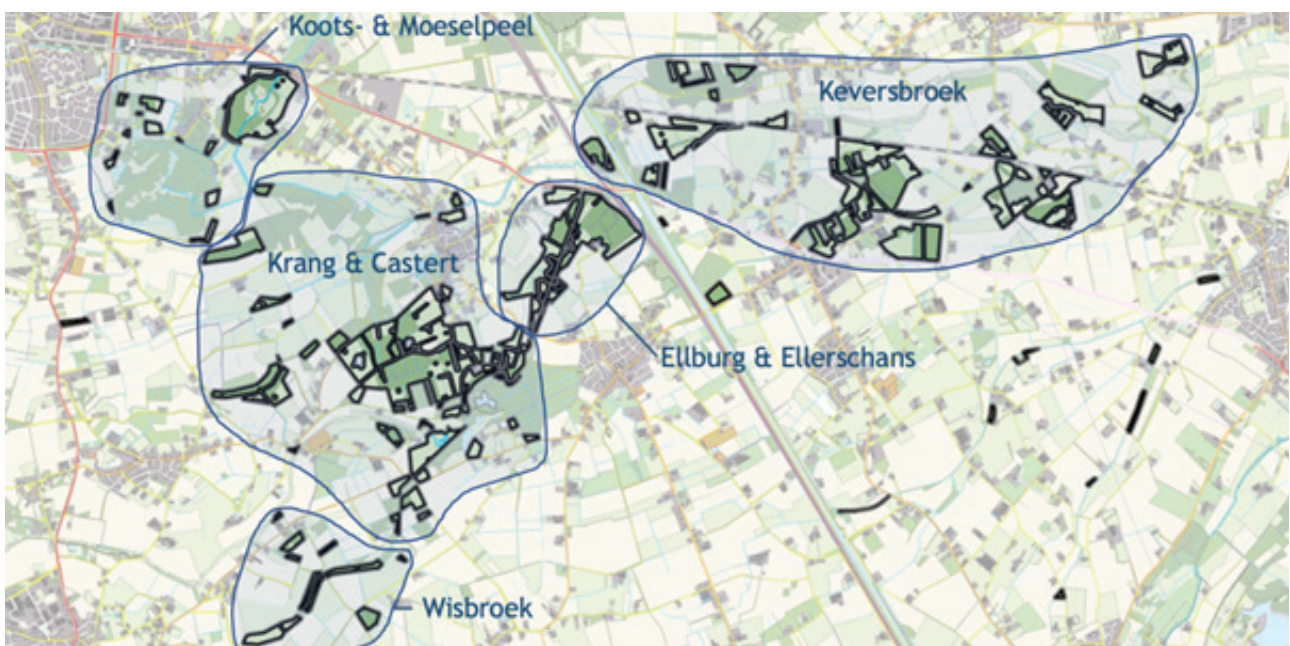 Koots- & Moeselpeel
Keversbroek
Krang & Castert
Ellburg & Ellerschans
Wisbroek